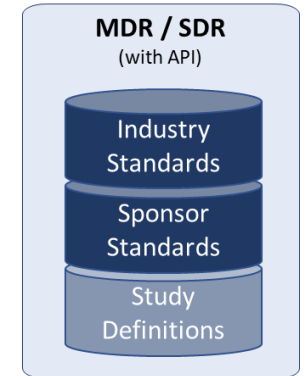 MDR / SDR
(with API)
Industry
Standards
Sponsor
Standards
Study
Definitions